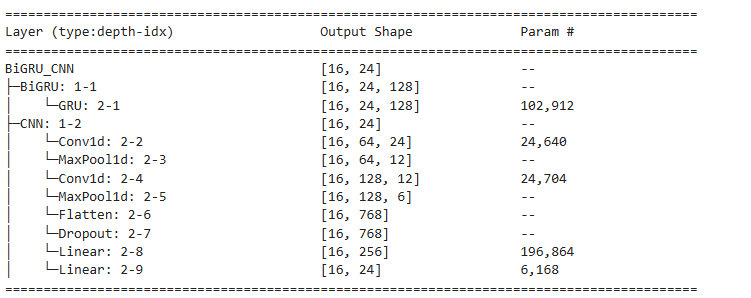 ==========================================================================================
Layer (type:depth-idx)                   Output Shape              Param #
==========================================================================================
BiGRU_CNN                                [16, 24]                  --
├─BiGRU: 1-1                             [16, 24, 128]             --
│    └─GRU: 2-1                          [16, 24, 128]             102,912
├─CNN: 1-2                               [16, 24]                  --
│    └─Conv1d: 2-2                       [16, 64, 24]              24,640
│    └─MaxPool1d: 2-3                    [16, 64, 12]              --
│    └─Conv1d: 2-4                       [16, 128, 12]             24,704
│    └─MaxPool1d: 2-5                    [16, 128, 6]              --
│    └─Flatten: 2-6                      [16, 768]                 --
│    └─Dropout: 2-7                      [16, 768]                 --
│    └─Linear: 2-8                       [16, 256]                 196,864
│    └─Linear: 2-9                       [16, 24]                  6,168
==========================================================================================